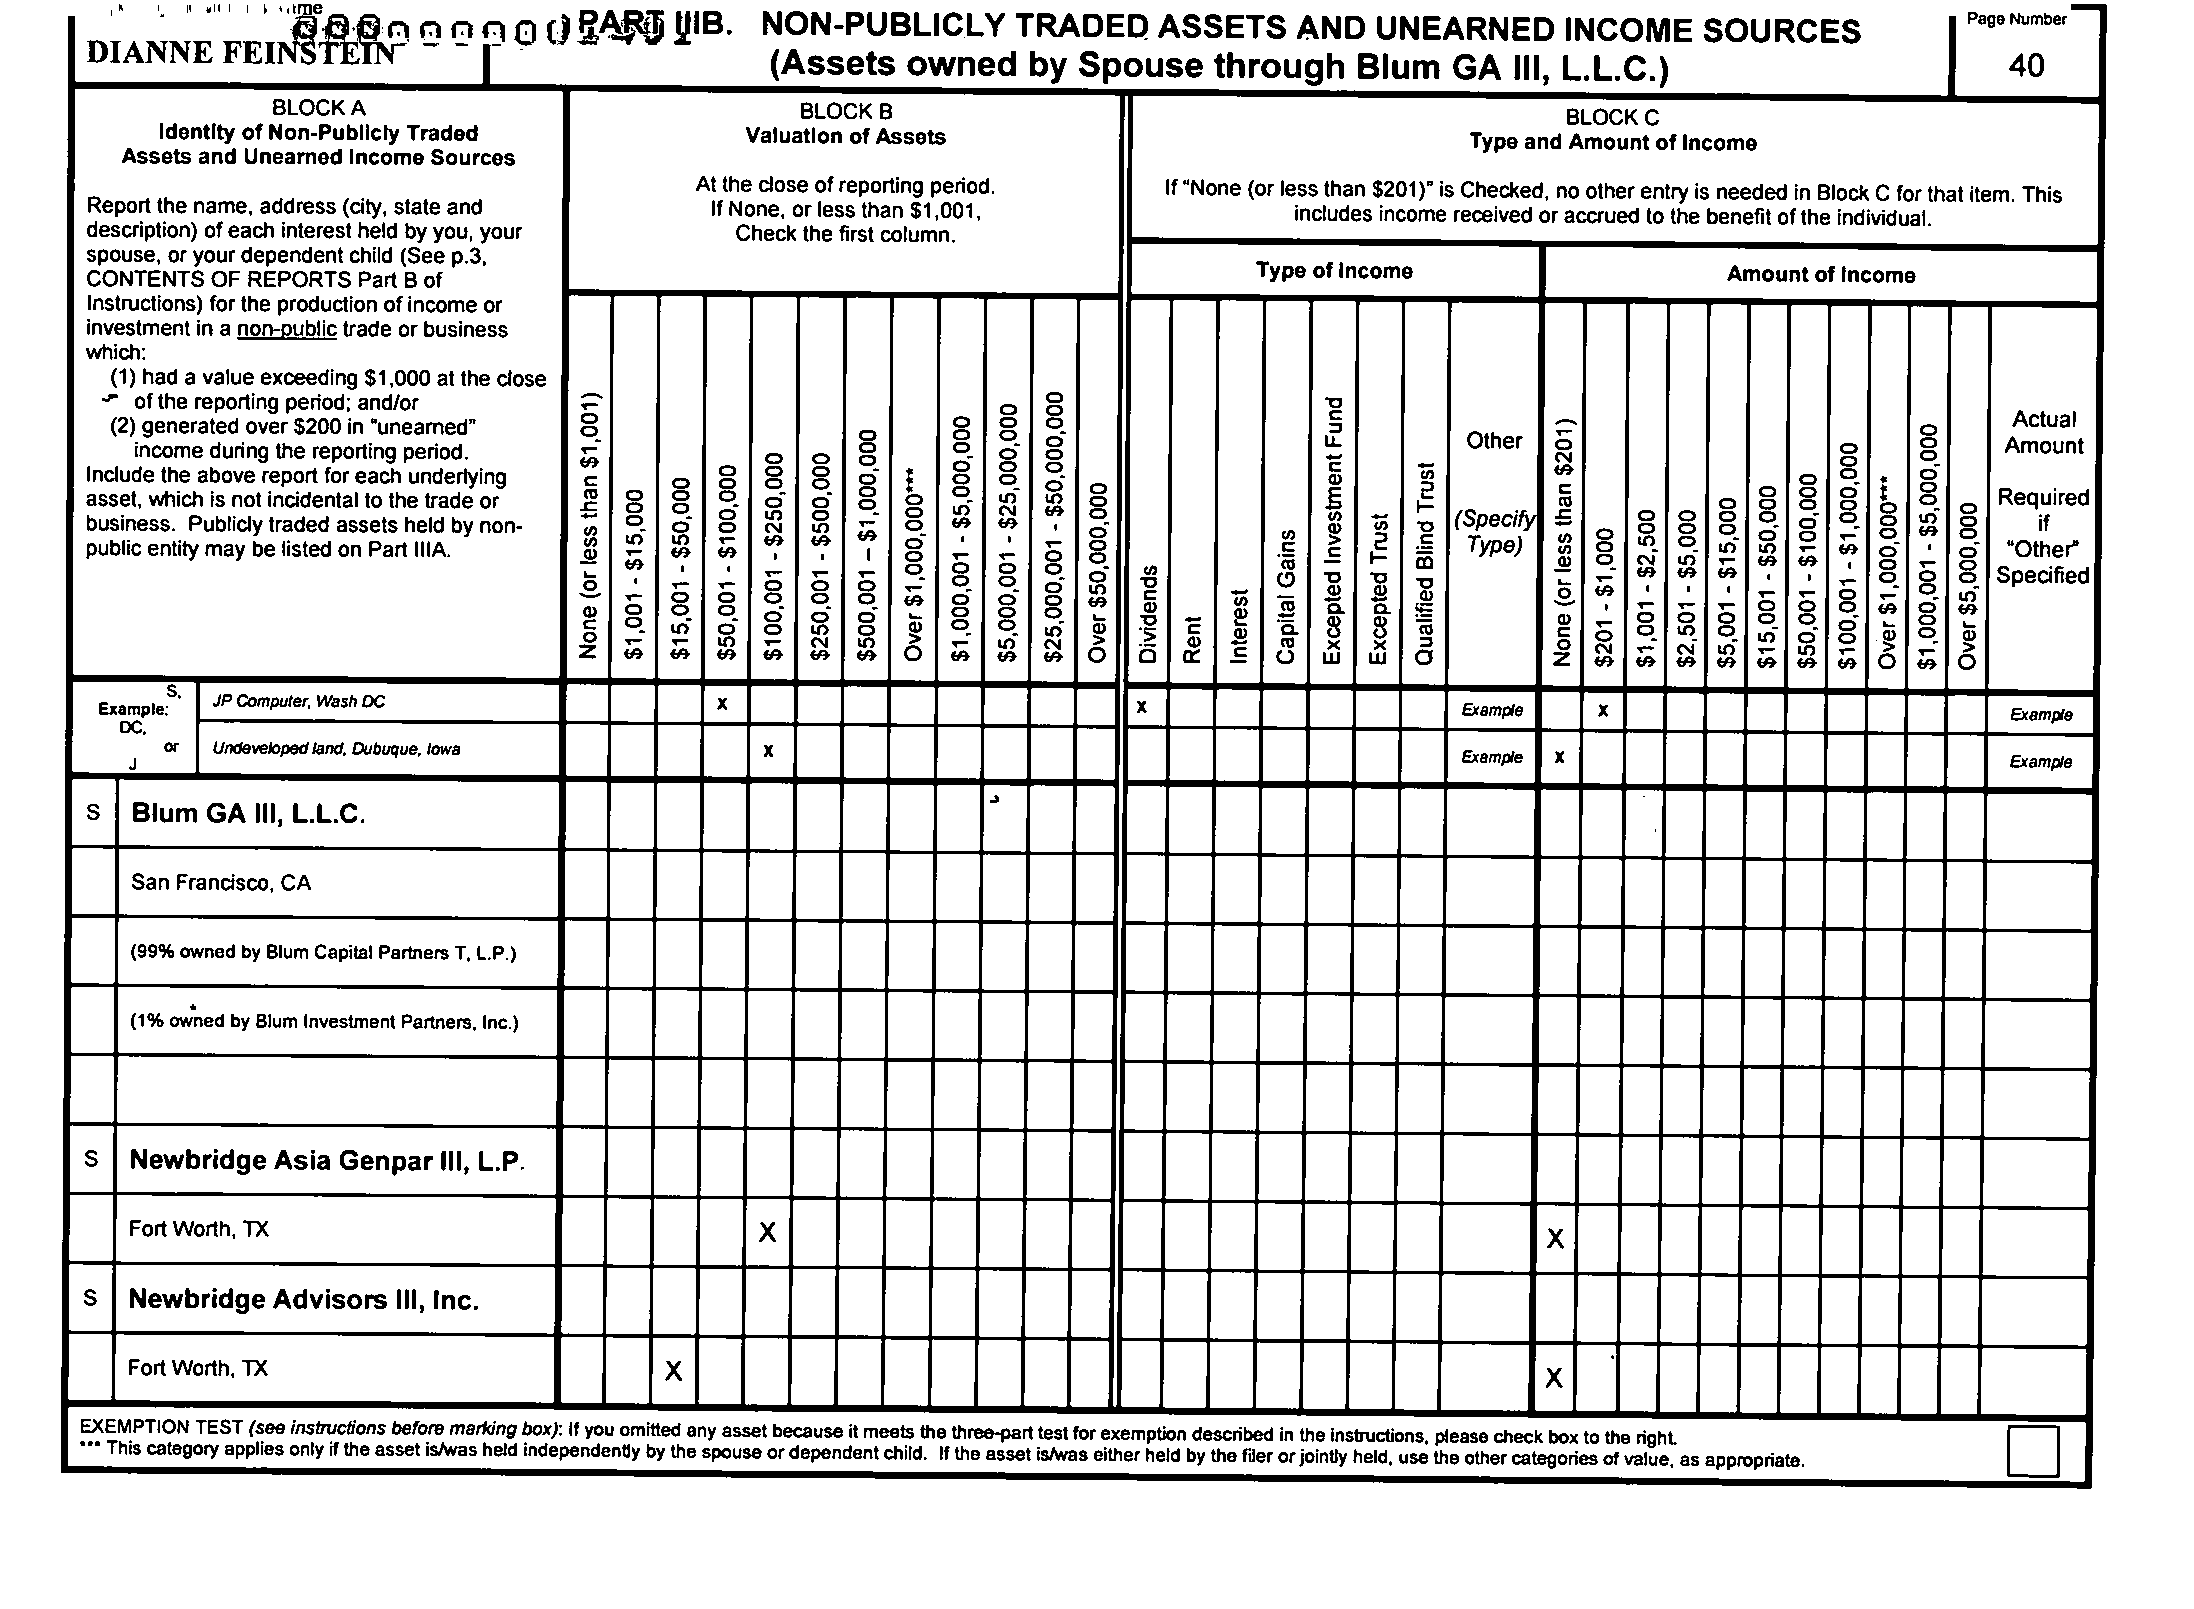 DIANNE FEINSTEIN
PART IIIB. NON-PUBLICLY TRADED ASSETS AND UNEARNED INCOME SOURCES
(Assets owned by Spouse through Blum GA III, L.L.C.)
Page Number
40
BLOCK A
Identity of Non-Publicly Traded
Assets and Unearned Income Sources
Report the name, address (city, state and
description) of each interest held by you, your
spouse, or your dependent child (See p.3,
CONTENTS OF REPORTS Part B of
Instructions) for the production of income or
investment in a non-public trade or business
which:
(1) had a value exceeding $1,000 at the close
of the reporting period; and/or
(2) generated over $200 in "unearned"
income during the reporting period.
Include the above report for each underlying
asset, which is not incidental to the trade or
business. Publicly traded assets held by non-
public entity may be listed on Part IIIA.
BLOCK B
Valuation of Assets
At the close of reporting period.
If None, or less than $1,001,
Check the first column.
None (or less than $1,001)
$1,001 - $15,000
$15,001 - $50,000
$50,001 - $100,000
$100,001 - $250,000
$250,001 - $500,000
$500,001 – $1,000,000
Over $1,000,000***
$1,000,001 - $5,000,000
$5,000,001 - $25,000,000
$25,000,001 - $50,000,000
Over $50,000,000
BLOCK C
Type and Amount of Income
If "None (or less than $201)" is Checked, no other entry is needed in Block C for that item. This
includes income received or accrued to the benefit of the individual.
Type of Income
Amount of Income
Dividends
Rent
Interest
Capital Gains
Excepted Investment Fund
Excepted Trust
Qualified Blind Trust
Other
(Specify
Type)
None (or less than $201)
$201 - $1,000
$1,001 - $2,500
$2,501 - $5,000
$5,001 - $15,000
$15,001 - $50,000
$50,001 - $100,000
$100,001 - $1,000,000
Over $1,000,000***
$1,000,001 - $5,000,000
Over $5,000,000
Actual
Amount
Required
if
"Other"
Specified
Example: S, DC, or J
JP Computer, Wash DC x x Example x Example
Undeveloped land, Dubuque, Iowa x Example x Example
S Blum GA III, L.L.C.
San Francisco, CA
(99% owned by Blum Capital Partners T, L.P.)
(1% owned by Blum Investment Partners, Inc.)
S Newbridge Asia Genpar III, L.P.
Fort Worth, TX X X
S Newbridge Advisors III, Inc.
Fort Worth, TX X X
EXEMPTION TEST (see instructions before marking box): If you omitted any asset because it meets the three-part test for exemption described in the instructions, please check box to the right.
*** This category applies only if the asset is/was held independently by the spouse or dependent child. If the asset is/was either held by the filer or jointly held, use the other categories of value, as appropriate.